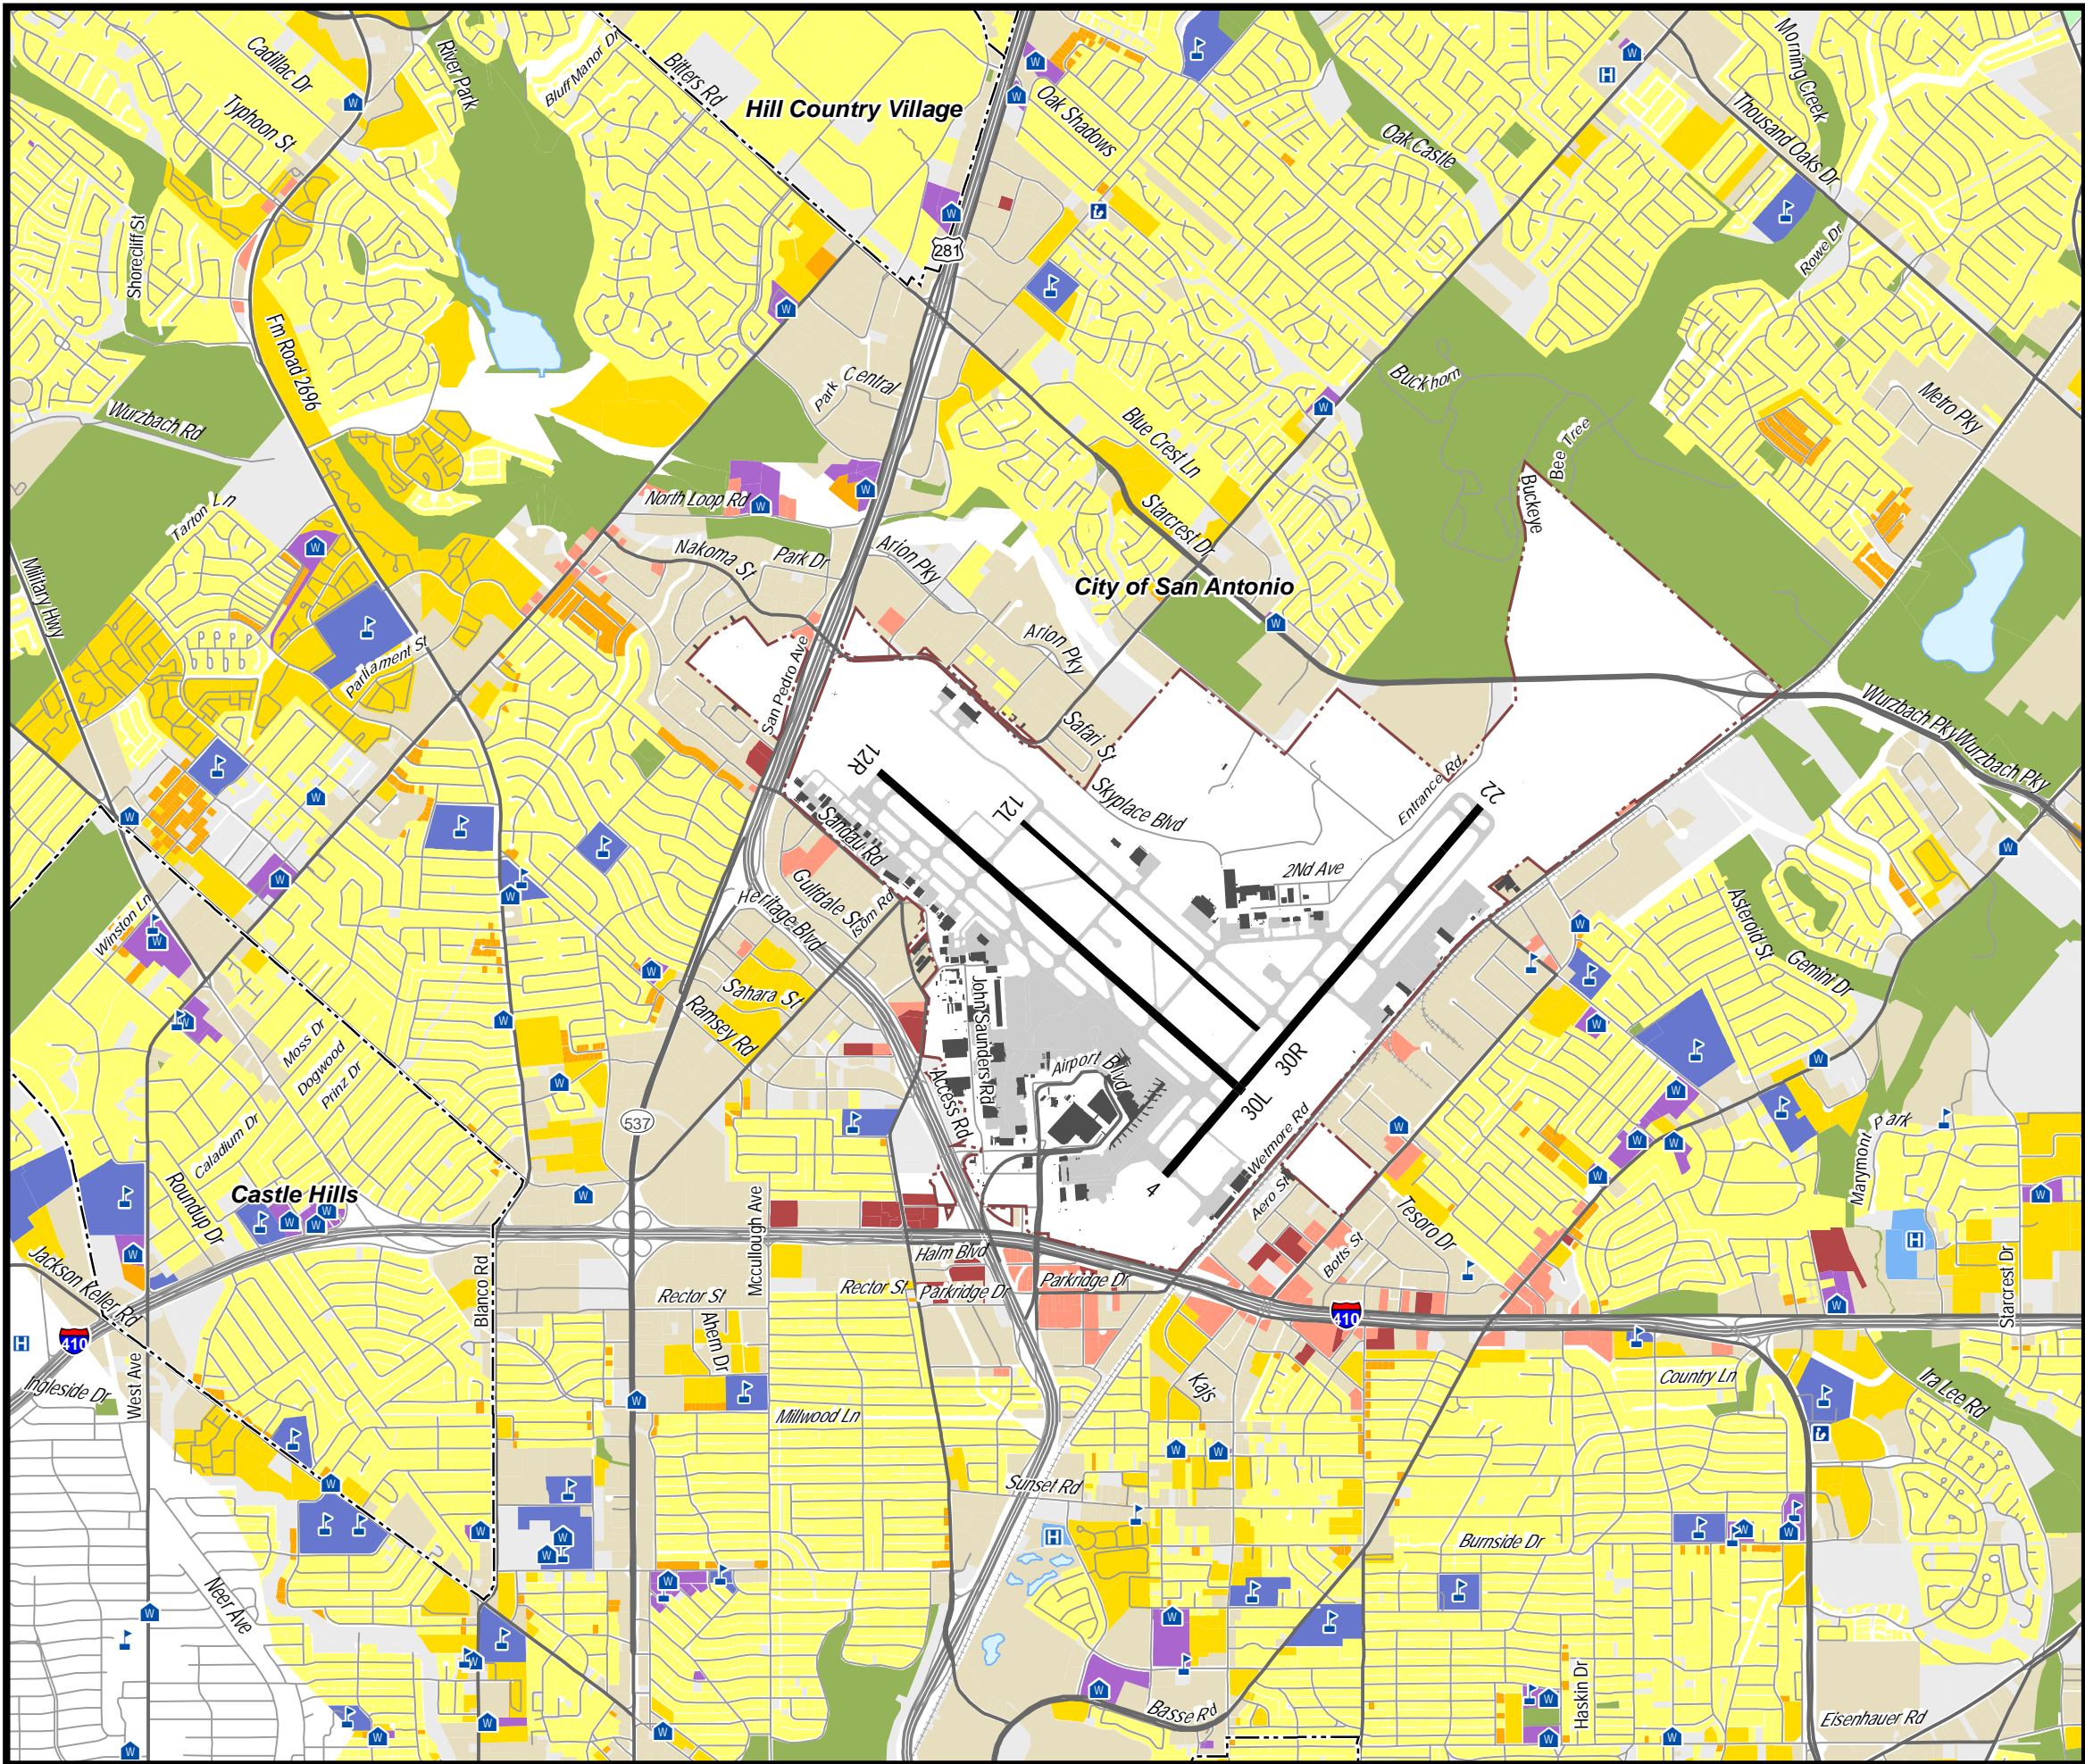 Cadillac Dr
River Park
Bluff Manor Dr
Bitters Rd
Hill Country Village
Oak Shadows
Oak Castle
Morning Creek
Thousand Oaks Dr
W
W
W
W
H
Typhoon St
Shorecliff St
W
281
Rowe Dr
W
Fm Road 2696
Central
Park
Buckhorn
W
Metro Pky
Wurzbach Rd
Blue Crest Ln
Bee Tree
Buckeye
North Loop Rd
W
W
Starcrest Dr
Tarton Ln
W
Nakoma St
Park Dr
Arion Pky
Military Hwy
City of San Antonio
W
Parliament St
Arion Pky
San Pedro Ave
Safari St
Wurzbach Pky
Wurzbach Pky
12R
12L
Skyplace Blvd
Entrance Rd
22
W
W
W
Sandau Rd
2Nd Ave
W
W
Gulfdale St
Isom Rd
Heritage Blvd
Asteroid St
Gemini Dr
Winston Ln
W
W
W
W
Sahara St
Ramsey Rd
John Saunders Rd
W
W
W
Moss Dr
Dogwood
Prinz Dr
Airport Blvd
30R
W
W
W
Access Rd
30L
537
Caladium Dr
Wetmore Rd
W
W
W
Marymont Park
Castle Hills
Roundup Dr
4
Aero St
W
W
W
W
W
W
Mccullough Ave
Tesoro Dr
H
Halm Blvd
Botts St
W
Jackson Keller Rd
Blanco Rd
Rector St
Rector St
Parkridge Dr
Parkridge Dr
Starcrest Dr
W
410
410
H
Ahern Dr
Ingleside Dr
West Ave
Kajs
Country Ln
Ira Lee Rd
W
Millwood Ln
W
W
W
Sunset Rd
W
W
W
H
Burnside Dr
W
W
Neer Ave
W
W
W
W
W
Haskin Dr
W
Basse Rd
Eisenhauer Rd
W
W
W
W
W
W